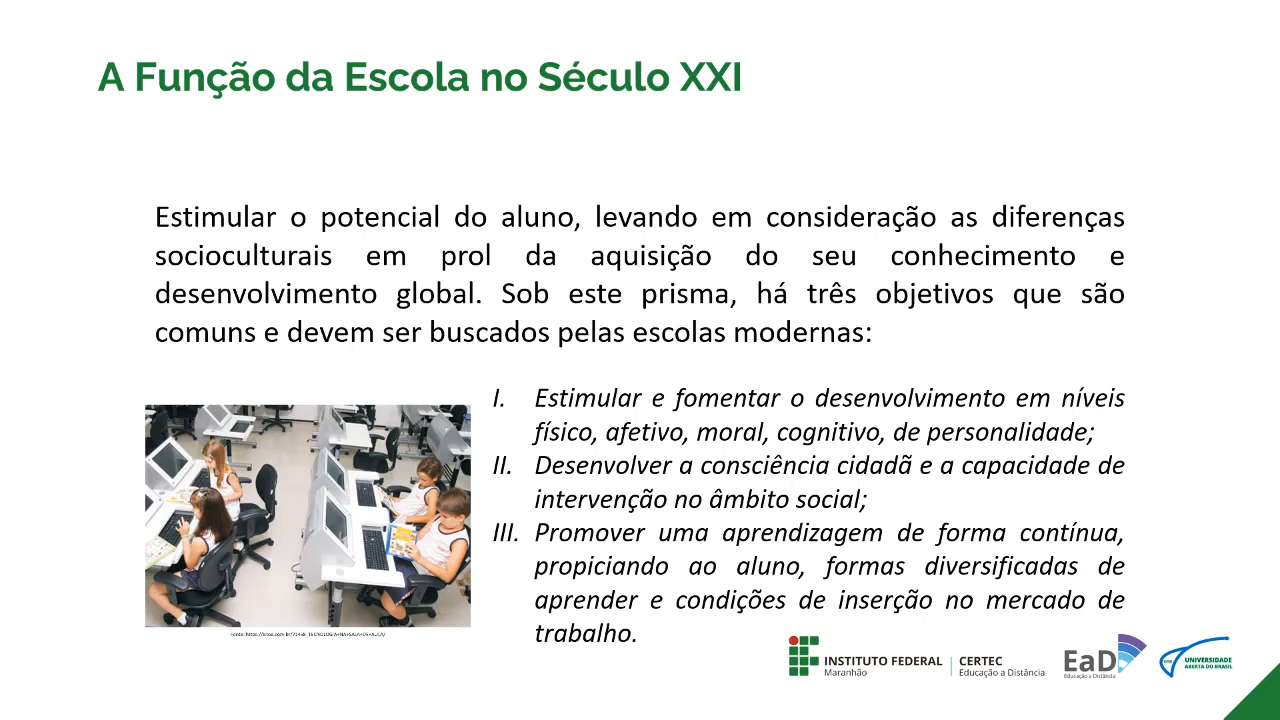 A Função da Escola no Século XXI
Estimular o potencial do aluno, levando em consideração as diferenças
socioculturais em prol da aquisição do seu conhecimento e
desenvolvimento global. Sob este prisma, há três objetivos que são
comuns e devem ser buscados pelas escolas modernas:
I. Estimular e fomentar o desenvolvimento em níveis
físico, afetivo, moral, cognitivo, de personalidade;
II. Desenvolver a consciência cidadã e a capacidade de
intervenção no âmbito social;
III. Promover uma aprendizagem de forma contínua,
propiciando ao aluno, formas diversificadas de
aprender e condições de inserção no mercado de
trabalho.
Fonte:
INSTITUTO FEDERAL
Maranhão
CERTEC
Educação a Distância
EaD
Educação a Distância
UNIVERSIDADE
ABERTA DO BRASIL